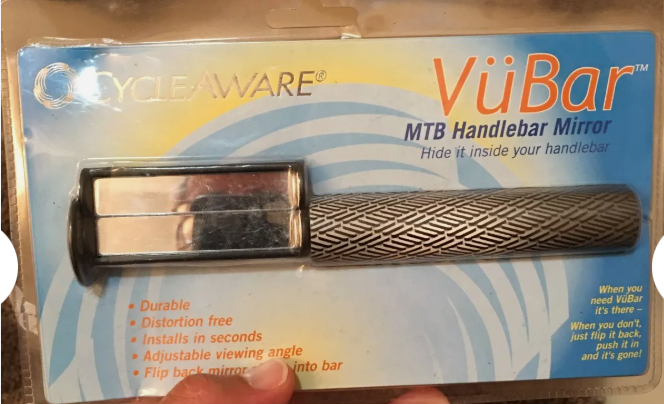 CYCLEAWARE®
VüBar™
MTB Handlebar Mirror
Hide it inside your handlebar
• Durable
• Distortion free
• Installs in seconds
• Adjustable viewing angle
• Flip back mirror into bar
When you
need VüBar
it's there –
When you don't,
just flip it back,
push it in
and it's gone!